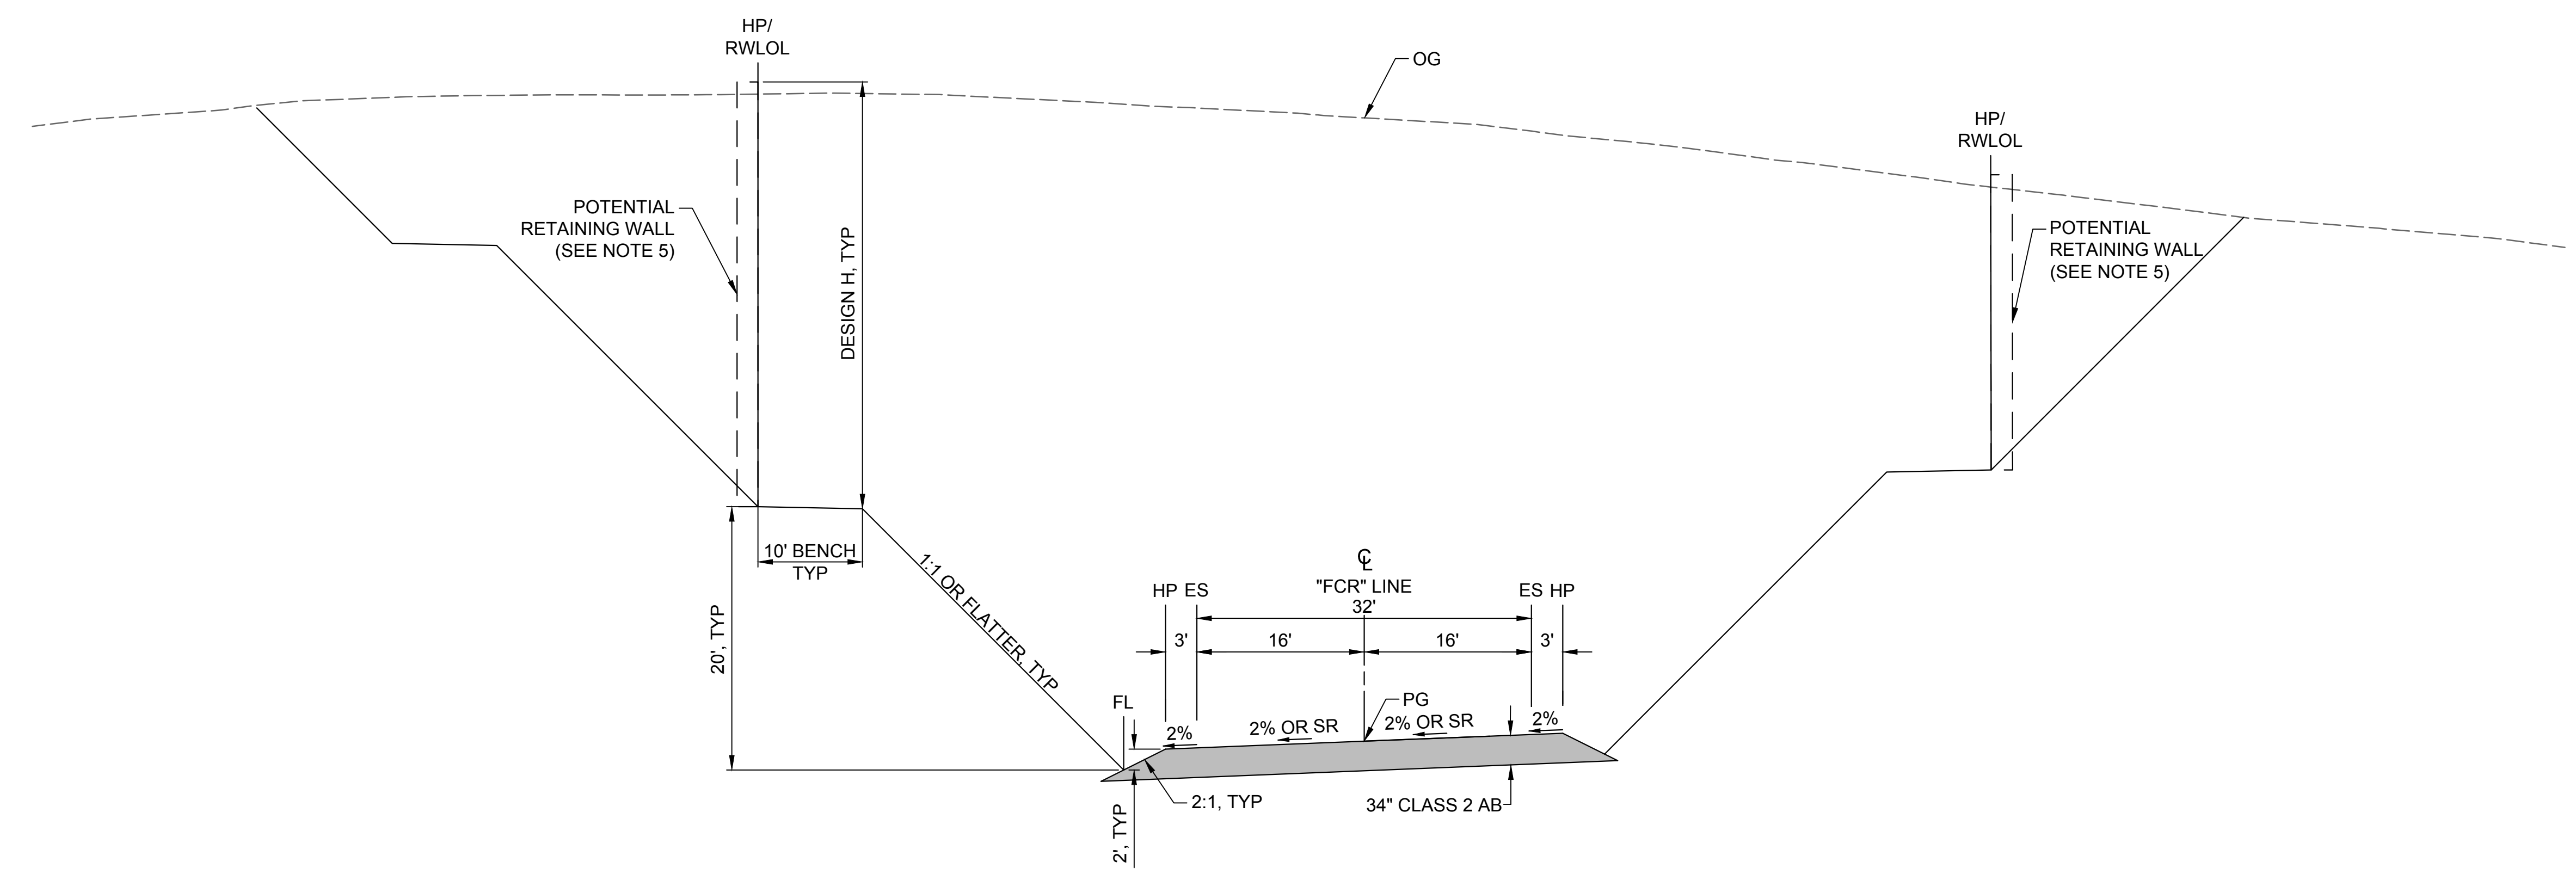 HP/
RWLOL
OG
HP/
RWLOL
POTENTIAL
RETAINING WALL
(SEE NOTE 5)
DESIGN H, TYP
POTENTIAL
RETAINING WALL
(SEE NOTE 5)
10' BENCH
TYP
20', TYP
1:1 OR FLATTER, TYP
CL
"FCR" LINE
HP ES
32'
ES HP
3'
16'
16'
3'
FL
PG
2%
2% OR SR
2% OR SR
2%
2:1, TYP
34" CLASS 2 AB
2', TYP